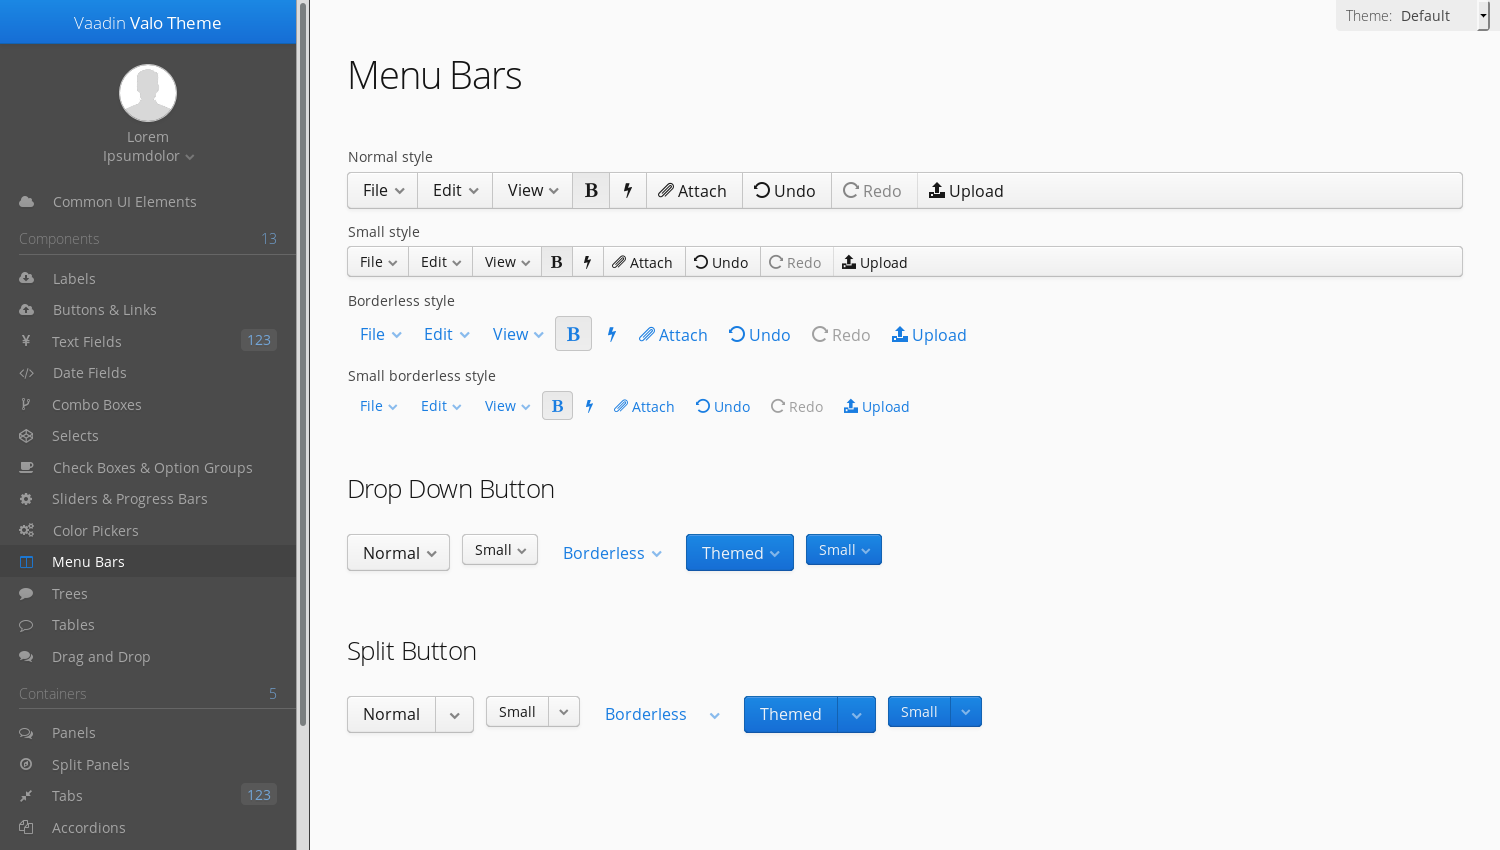 Vaadin Valo Theme
Lorem
Ipsumdolor
Common UI Elements
Components 13
Labels
Buttons & Links
Text Fields 123
Date Fields
Combo Boxes
Selects
Check Boxes & Option Groups
Sliders & Progress Bars
Color Pickers
Menu Bars
Trees
Tables
Drag and Drop
Containers 5
Panels
Split Panels
Tabs 123
Accordions
Theme: Default
Menu Bars
Normal style
File Edit View B Attach Undo Redo Upload
Small style
File Edit View B Attach Undo Redo Upload
Borderless style
File Edit View B Attach Undo Redo Upload
Small borderless style
File Edit View B Attach Undo Redo Upload
Drop Down Button
Normal Small Borderless Themed Small
Split Button
Normal Small Borderless Themed Small